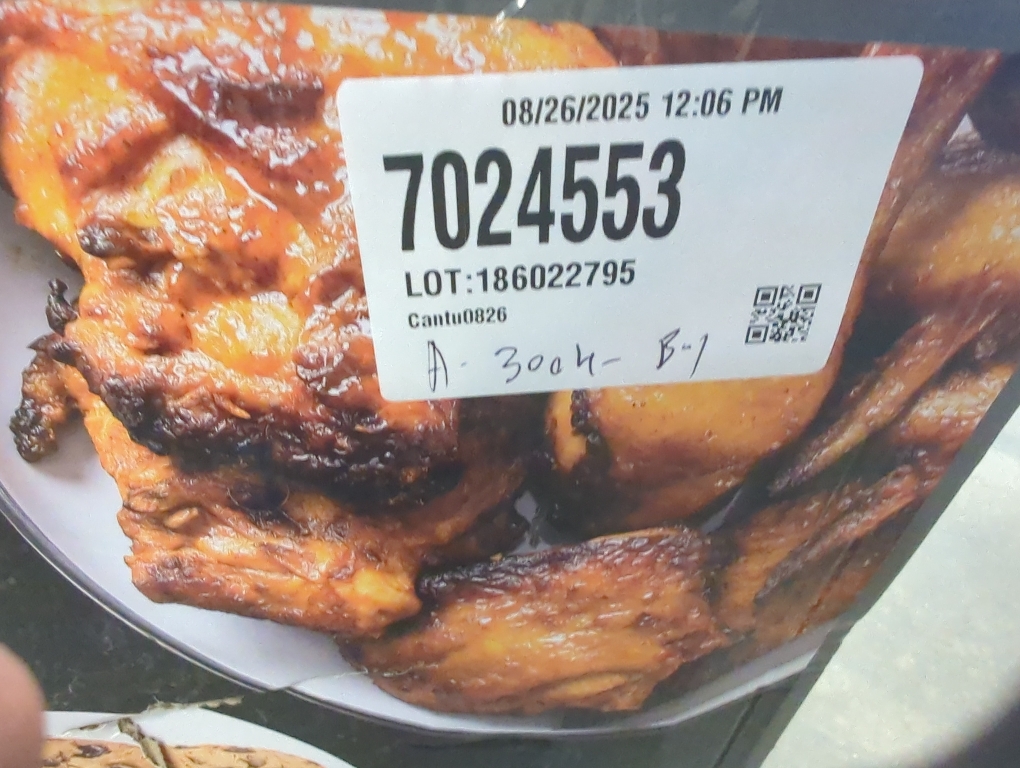 08/26/2025 12:06 PM
7024553
LOT:186022795
Cantu0826
A- 300h- B-1